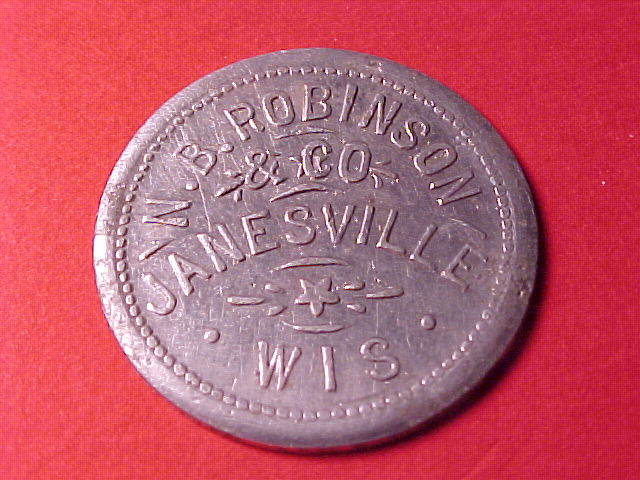 N. B. ROBINSON
& CO
JANESVILLE
WIS